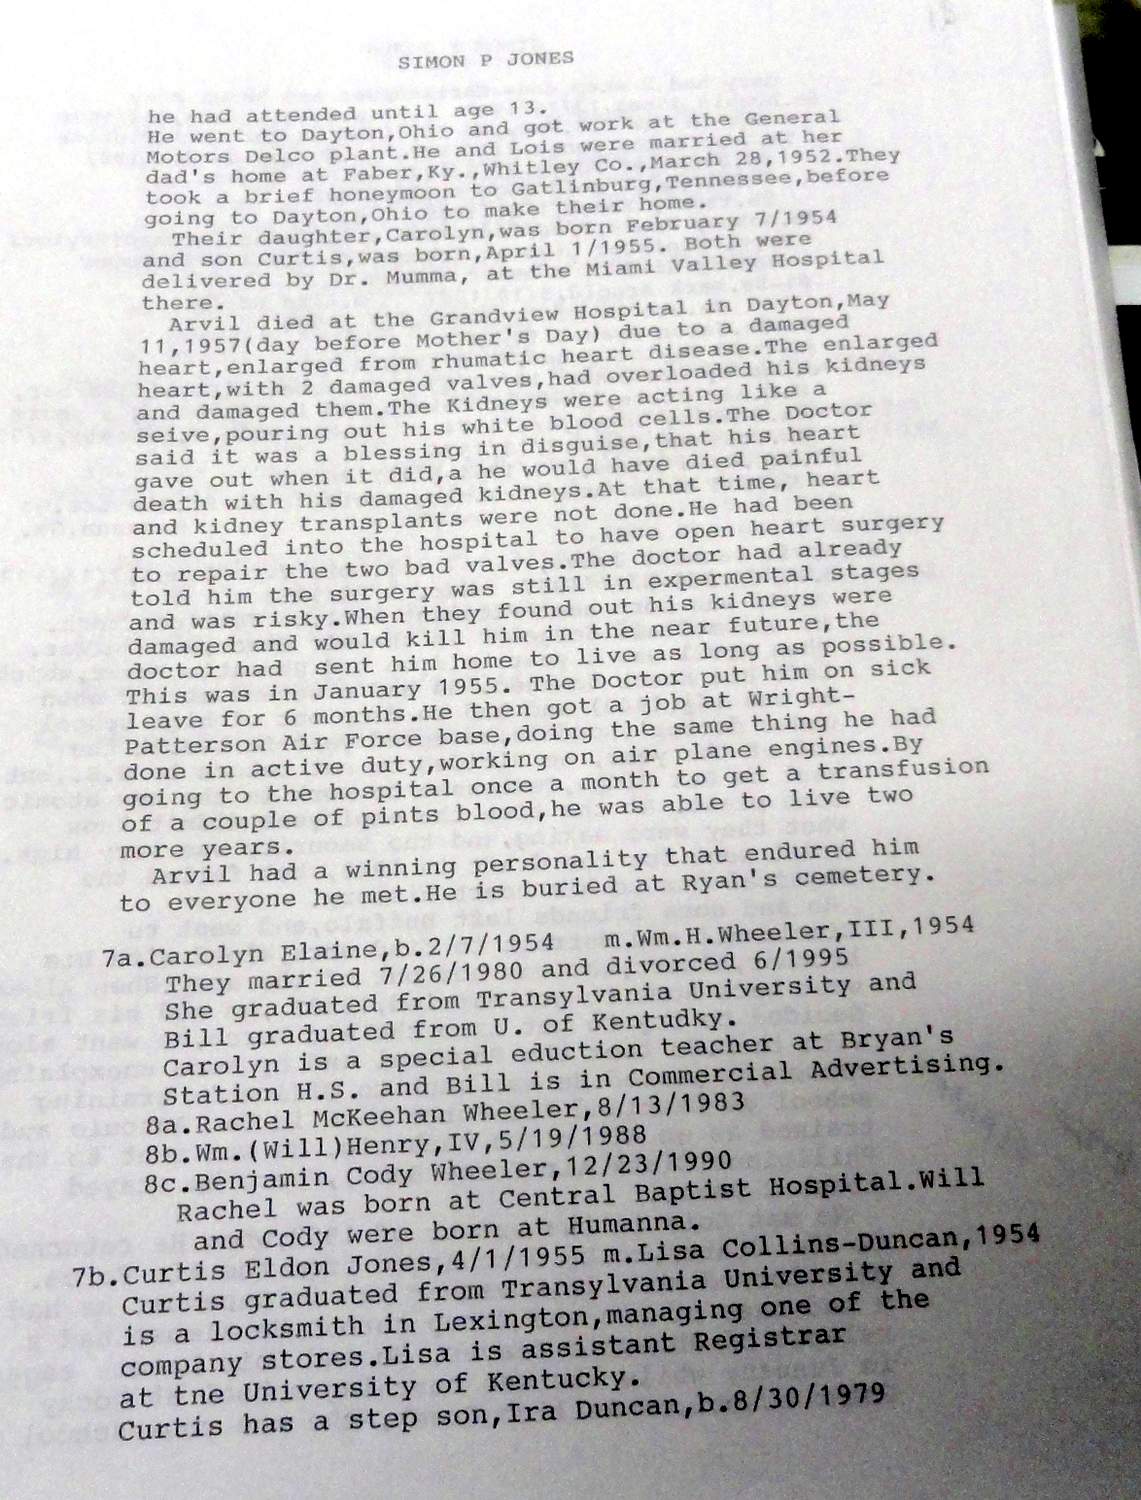 SIMON P JONES
he had attended until age 13.
He went to Dayton,Ohio and got work at the General
Motors Delco plant.He and Lois were married at her
dad's home at Faber,Ky.,Whitley Co.,March 28,1952.They
took a brief honeymoon to Gatlinburg,Tennessee,before
going to Dayton,Ohio to make their home.
Their daughter,Carolyn,was born February 7/1954
and son Curtis,was born,April 1/1955. Both were
delivered by Dr. Mumma, at the Miami Valley Hospital
there.
Arvil died at the Grandview Hospital in Dayton,May
11,1957(day before Mother's Day) due to a damaged
heart,enlarged from rhumatic heart disease.The enlarged
heart,with 2 damaged valves,had overloaded his kidneys
and damaged them.The Kidneys were acting like a
seive,pouring out his white blood cells.The Doctor
said it was a blessing in disguise,that his heart
gave out when it did,a he would have died painful
death with his damaged kidneys.At that time, heart
and kidney transplants were not done.He had been
scheduled into the hospital to have open heart surgery
to repair the two bad valves.The doctor had already
told him the surgery was still in expermental stages
and was risky.When they found out his kidneys were
damaged and would kill him in the near future,the
doctor had  sent him home to live as long as possible.
This was in January 1955. The Doctor put him on sick
leave for 6 months.He then got a job at Wright-
Patterson Air Force base,doing the same thing he had
done in active duty,working on air plane engines.By
going to the hospital once a month to get a transfusion
of a couple of pints blood,he was able to live two
more years.
Arvil had a winning personality that endured him
to everyone he met.He is buried at Ryan's cemetery.
7a.Carolyn Elaine,b.2/7/1954   m.Wm.H.Wheeler,III,1954
They married 7/26/1980 and divorced 6/1995
She graduated from Transylvania University and
Bill graduated from U. of Kentudky.
Carolyn is a special eduction teacher at Bryan's
Station H.S. and Bill is in Commercial Advertising.
8a.Rachel McKeehan Wheeler,8/13/1983
8b.Wm.(Will)Henry,IV,5/19/1988
8c.Benjamin Cody Wheeler,12/23/1990
Rachel was born at Central Baptist Hospital.Will
and Cody were born at Humanna.
7b.Curtis Eldon Jones,4/1/1955 m.Lisa Collins-Duncan,1954
Curtis graduated from Transylvania University and
is a locksmith in Lexington,managing one of the
company stores.Lisa is assistant Registrar
at tne University of Kentucky.
Curtis has a step son,Ira Duncan,b.8/30/1979